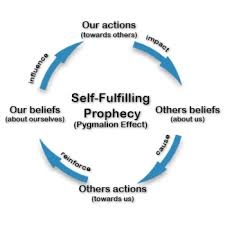 Our actions
(towards others)
impact
Others beliefs
(about us)
cause
Others actions
(towards us)
reinforce
Our beliefs
(about ourselves)
influence
Self-Fulfilling
Prophecy
(Pygmalion Effect)